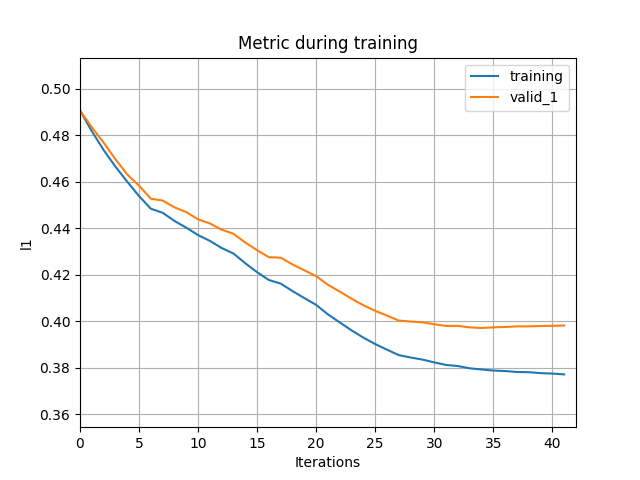 Metric during training
training
valid_1
0.50
0.48
0.46
0.44
0.42
0.40
0.38
0.36
l1
0 5 10 15 20 25 30 35 40
Iterations